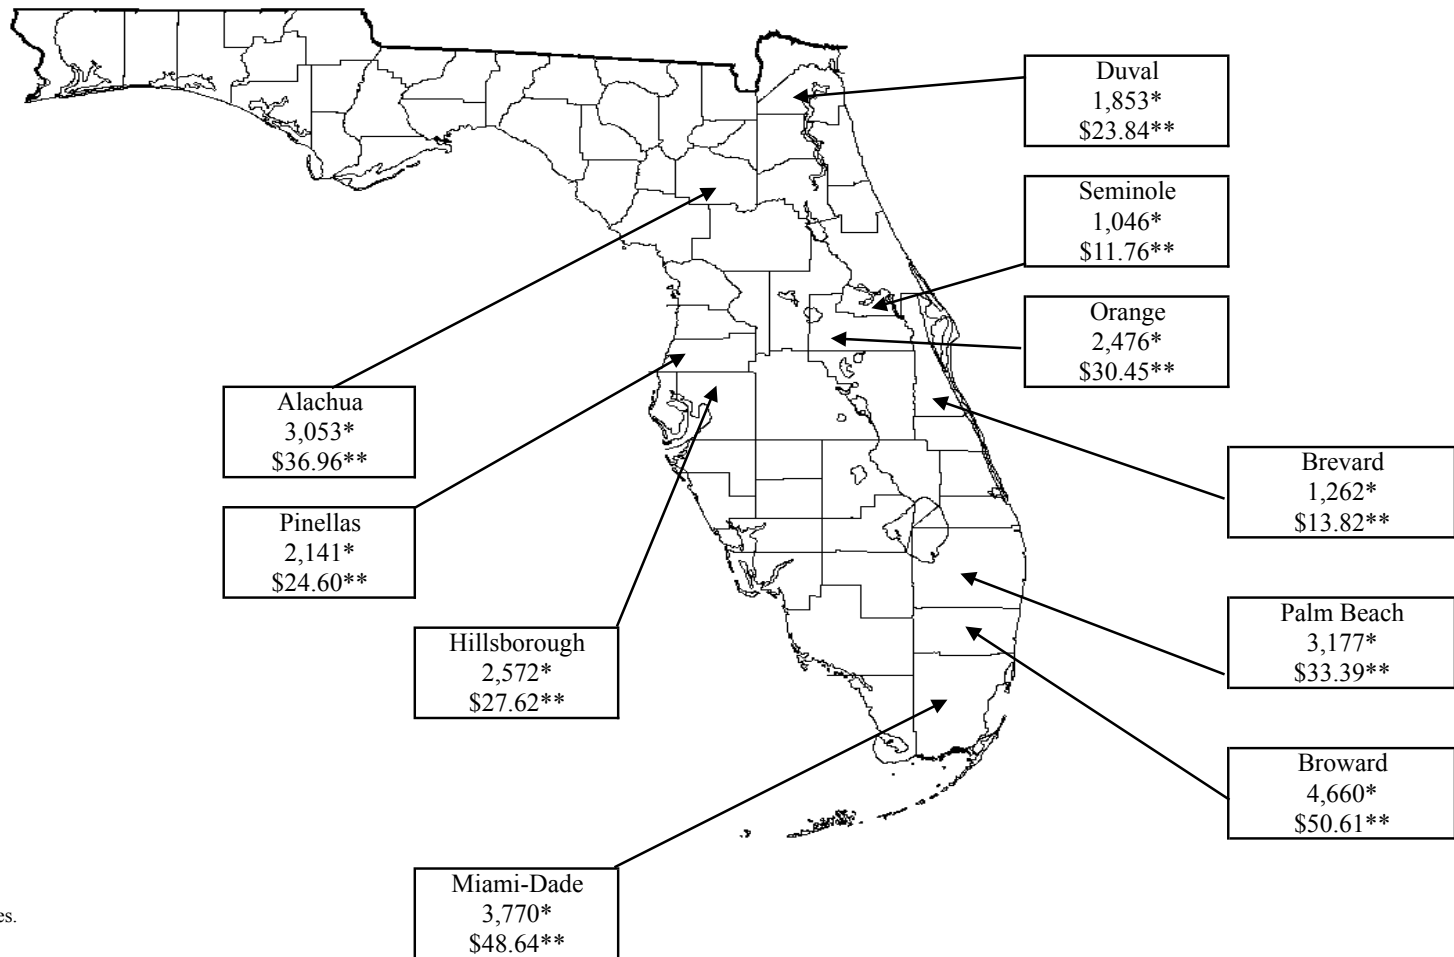 Duval
1,853*
$23.84**
Seminole
1,046*
$11.76**
Orange
2,476*
$30.45**
Alachua
3,053*
$36.96**
Brevard
1,262*
$13.82**
Pinellas
2,141*
$24.60**
Palm Beach
3,177*
$33.39**
Hillsborough
2,572*
$27.62**
Broward
4,660*
$50.61**
Miami-Dade
3,770*
$48.64**
es.